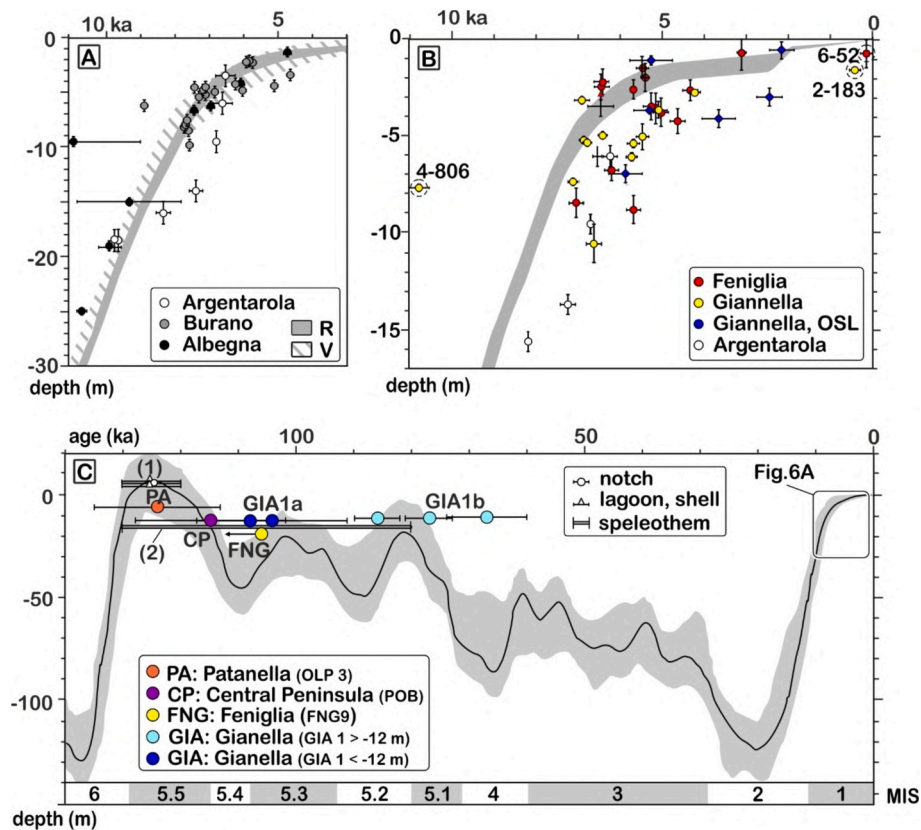 10 ka 5
0 A
-10
-20
-30
depth (m)
Argentarola
Burano
Albegna
R
V
10 ka 5 0
0 B
6-52
2-183
-5
4-806
-10
-15
depth (m)
Feniglia
Giannella
Giannella, OSL
Argentarola
age (ka) 100 50 0
C
(1)
0
PA
GIA1a
GIA1b
(2)
CP
FNG
-50
-100
notch
lagoon, shell
speleothem
Fig.6A
PA: Patanella (OLP 3)
CP: Central Peninsula (POB)
FNG: Feniglia (FNG9)
GIA: Gianella (GIA 1 > -12 m)
GIA: Gianella (GIA 1 < -12 m)
6 5.5 5.4 5.3 5.2 5.1 4 3 2 1 MIS
depth (m)